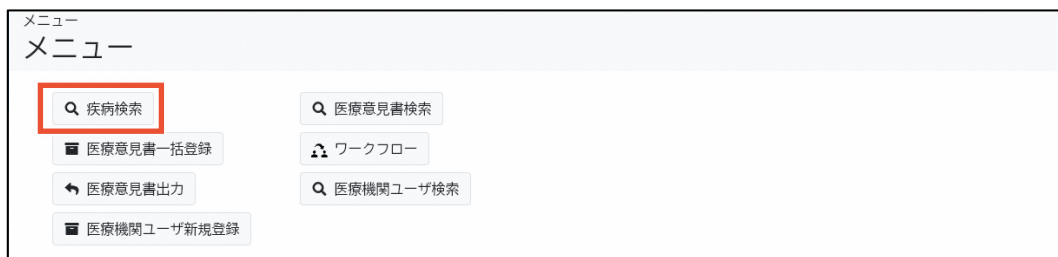 メニュー
メニュー
疾病検索 医療意見書検索
医療意見書一括登録 ワークフロー
医療意見書出力 医療機関ユーザ検索
医療機関ユーザ新規登録